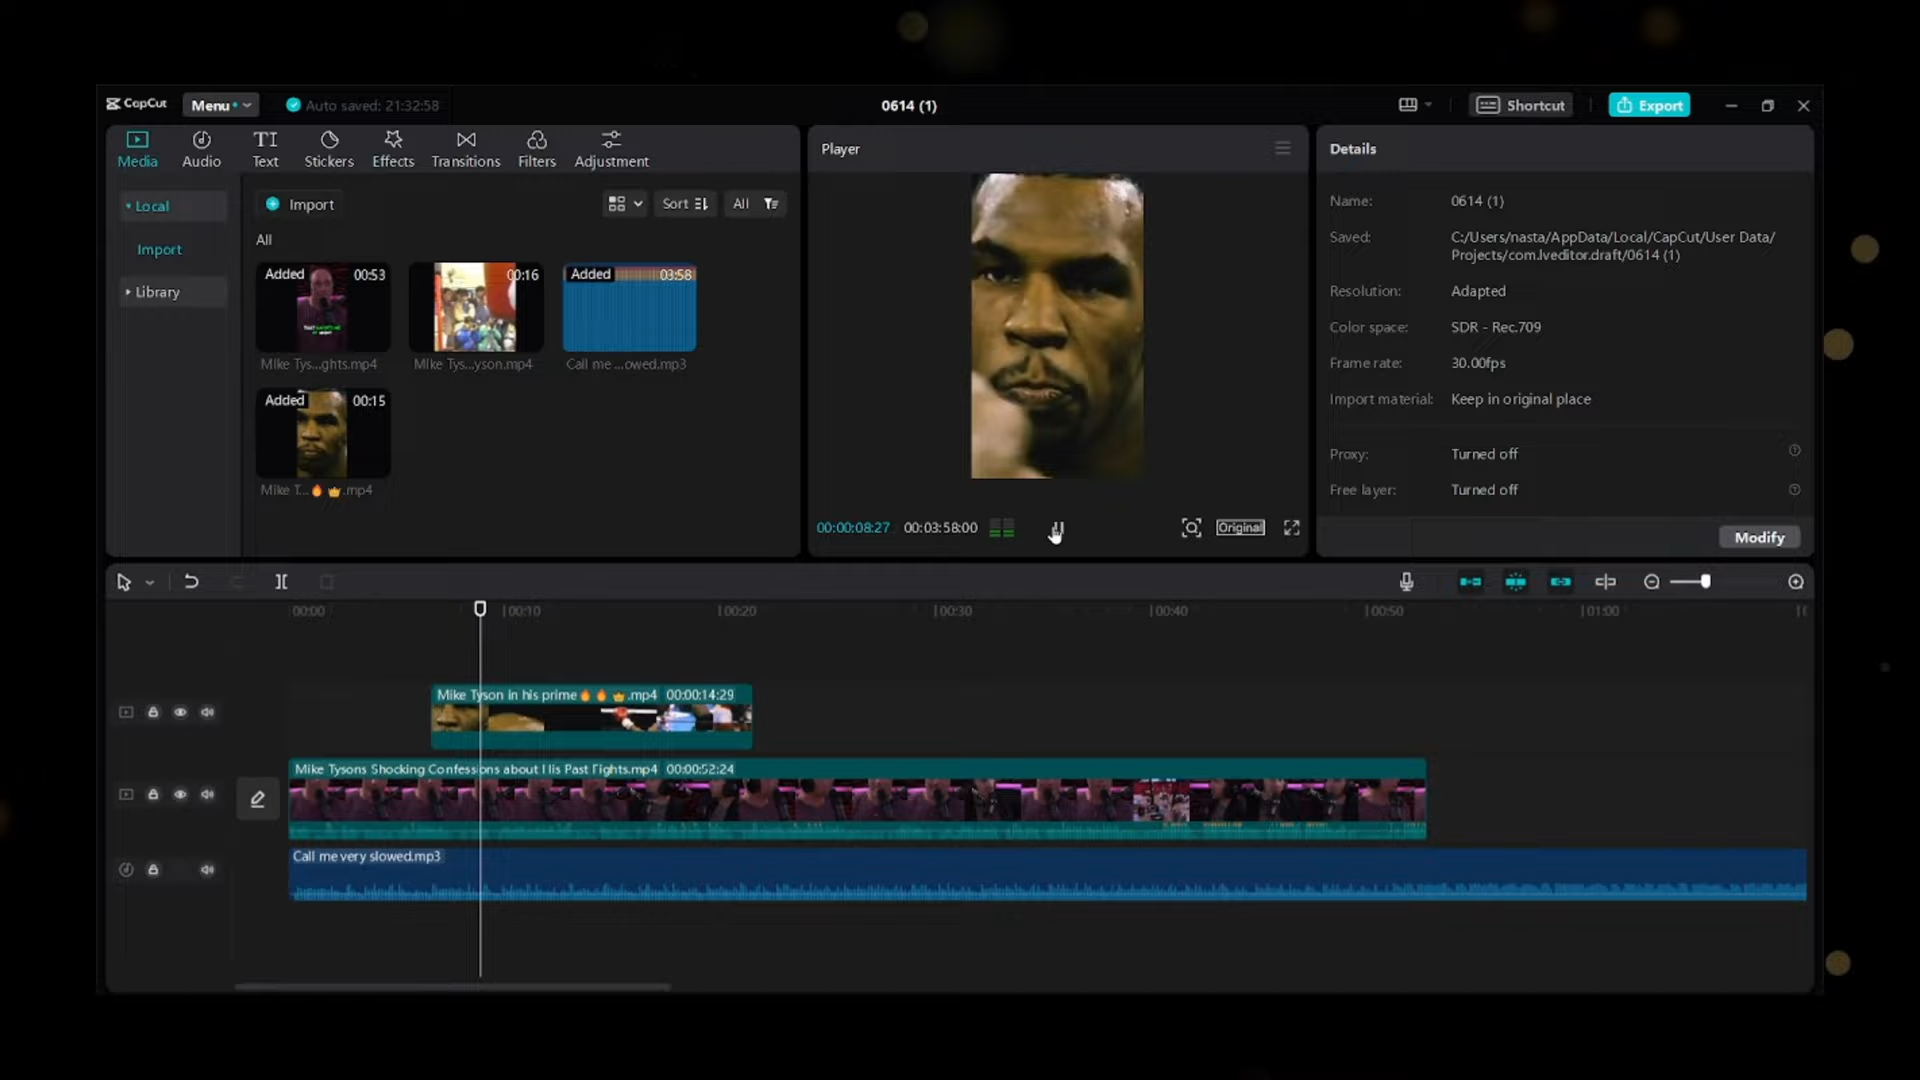 CapCut Menu Auto saved: 21:32:58 0614 (1) Shortcut Export
Media Audio Text Stickers Effects Transitions Filters Adjustment
Player
Details
Local
Import
Library
Import
Sort All
All
Added 00:53
00:16
Added 03:58
Mike Tys...ghts.mp4
Mike Tys...yson.mp4
Call me ...owed.mp3
Added 00:15
Mike T...🔥 👑.mp4
00:00:08:27 00:03:58:00 Original
Name: 0614 (1)
Saved: C:/Users/nasta/AppData/Local/CapCut/User Data/
Projects/com.lveditor.draft/0614 (1)
Resolution: Adapted
Color space: SDR - Rec.709
Frame rate: 30.00fps
Import material: Keep in original place
Proxy: Turned off
Free layer: Turned off
Modify
00:00 00:10 00:20 00:30 00:40 00:50 01:00
Mike Tyson in his prime🔥🔥👑.mp4 00:00:14:29
Mike Tysons Shocking Confessions about His Past Fights.mp4 00:00:52:24
Call me very slowed.mp3